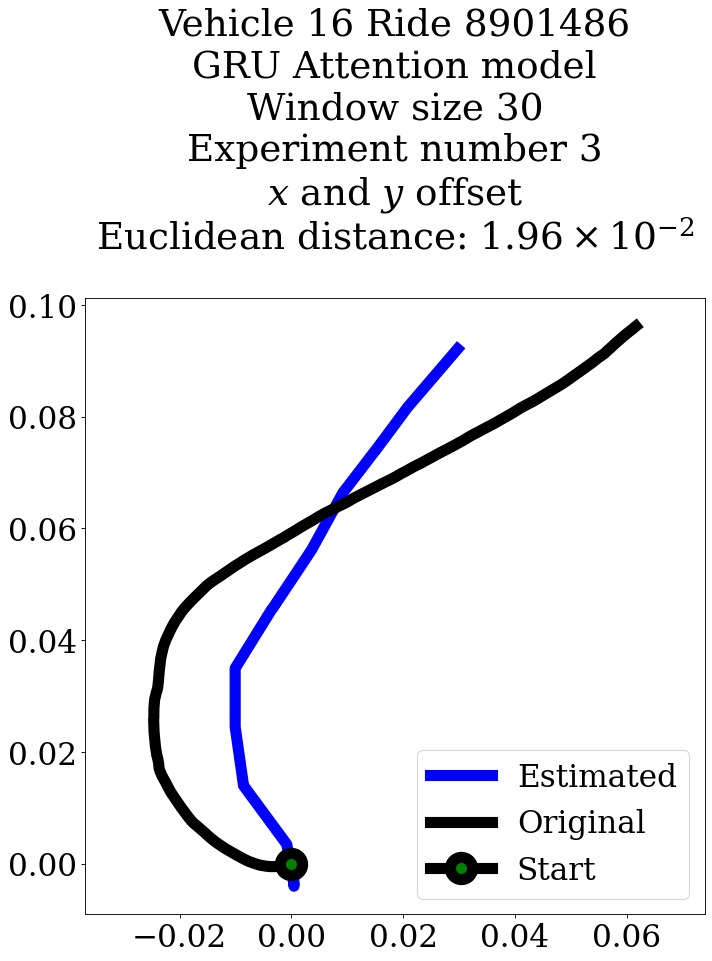 Vehicle 16 Ride 8901486
GRU Attention model
Window size 30
Experiment number 3
x and y offset
Euclidean distance: 1.96 × 10⁻²
0.10
0.08
0.06
0.04
0.02
0.00
Estimated
Original
Start
−0.02 0.00 0.02 0.04 0.06